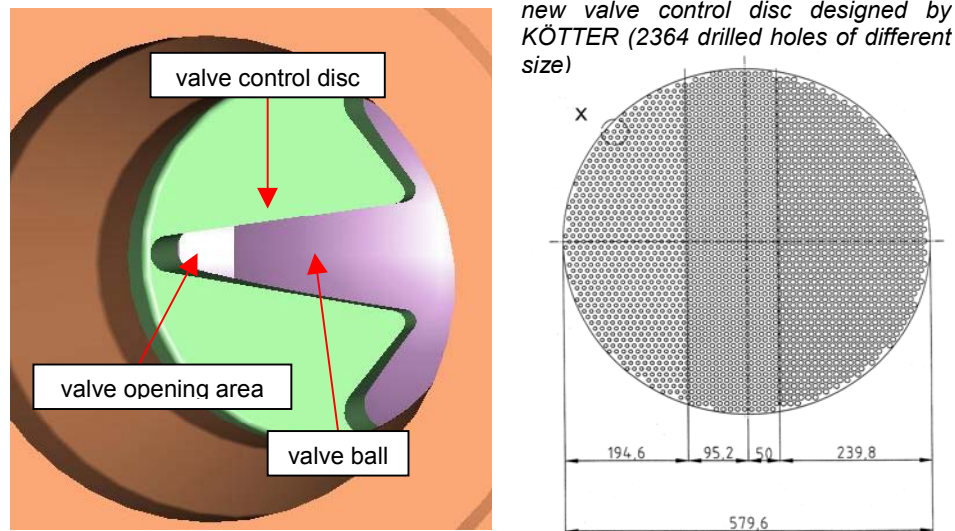 new valve control disc designed by
KÖTTER (2364 drilled holes of different
size)
valve control disc
valve opening area
valve ball
X
194,6
95,2
50
239,8
579,6